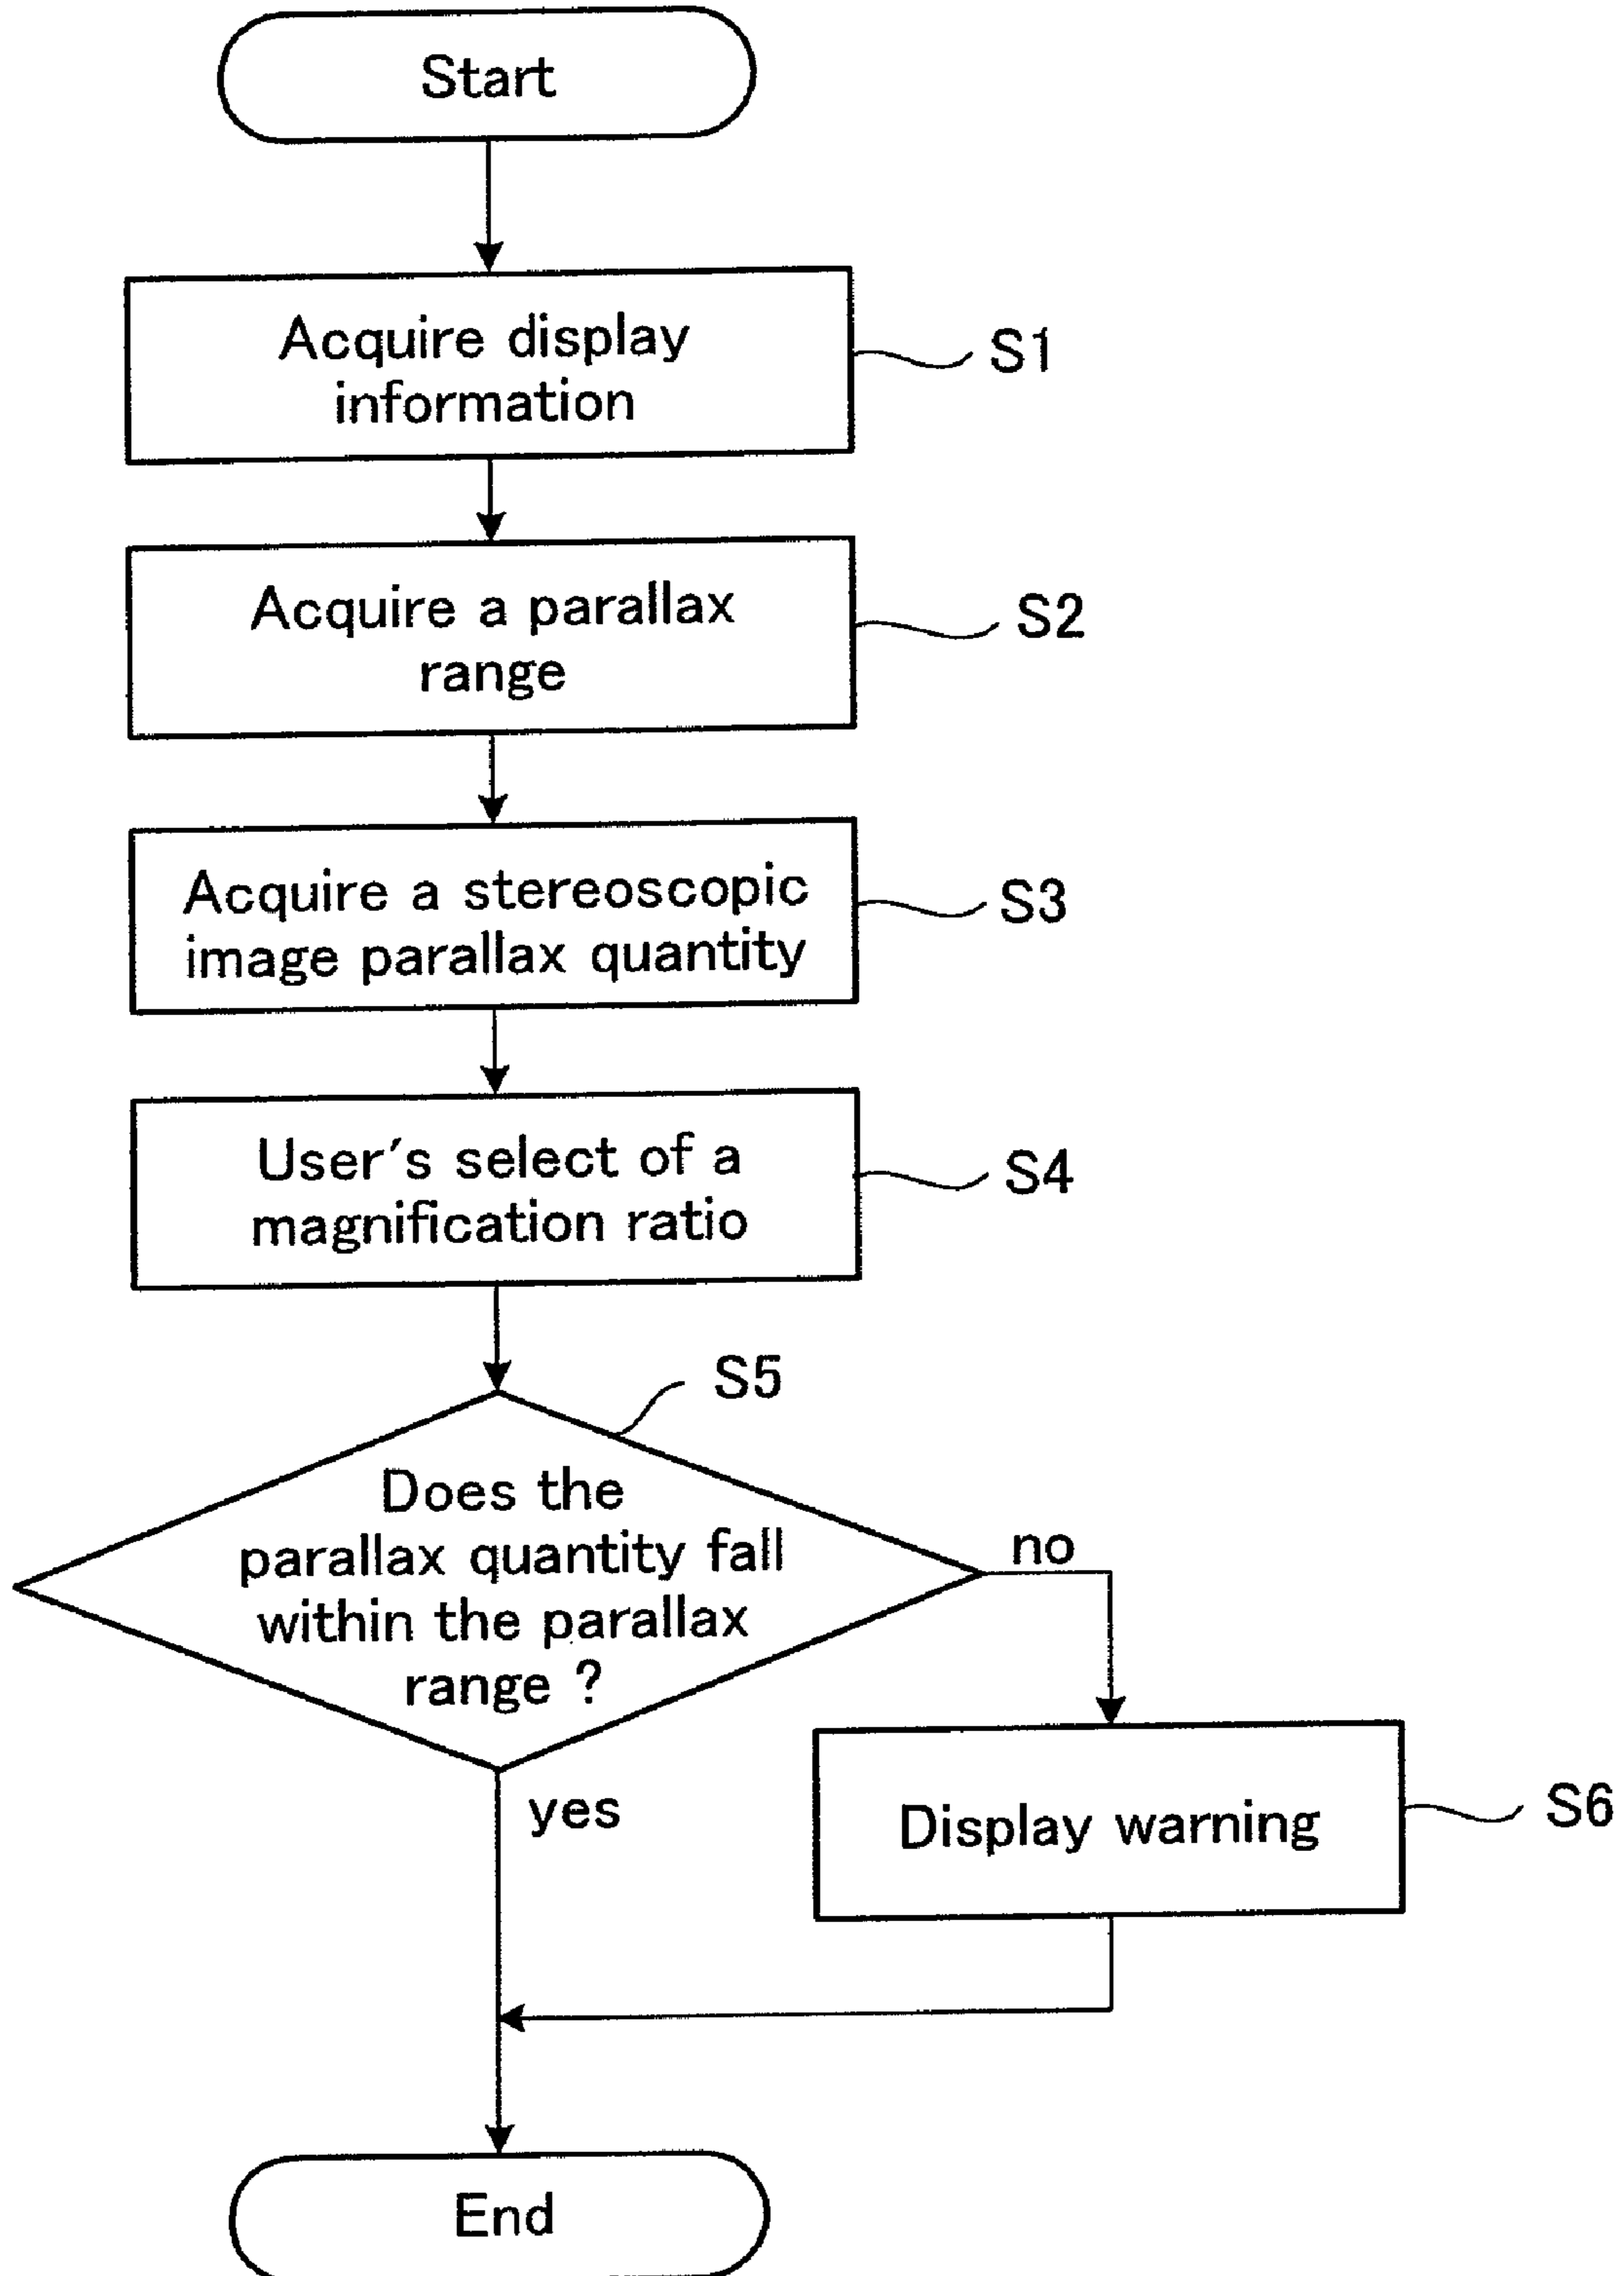 Start
Acquire display
information
S1
Acquire a parallax
range
S2
Acquire a stereoscopic
image parallax quantity
S3
User's select of a
magnification ratio
S4
S5
Does the
parallax quantity fall
within the parallax
range ?
no
yes
Display warning
S6
End